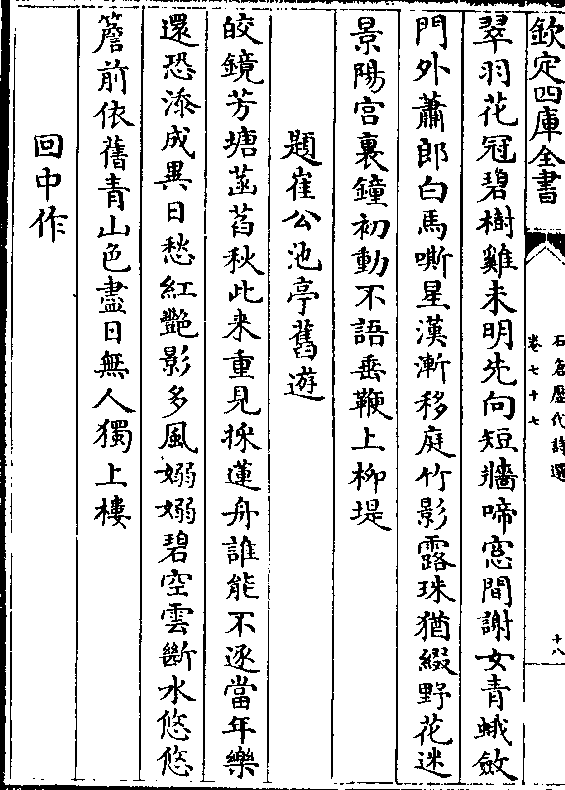 欽定四庫全書
石倉歷代詩選
卷七十七
十八
翠羽花冠碧樹雞未明先向短牆啼窓間謝女青蛾斂
門外蕭郎白馬嘶星漢漸移庭竹影露珠猶綴野花迷
景陽宮裏鐘初動不語垂鞭上柳堤
題崔公池亭舊遊
皎鏡芳塘菡萏秋此来重見採蓮舟誰能不逐當年樂
還恐添成異日愁紅艷影多風嫋嫋碧空雲斷水悠悠
簷前依舊青山色盡日無人獨上樓
回中作